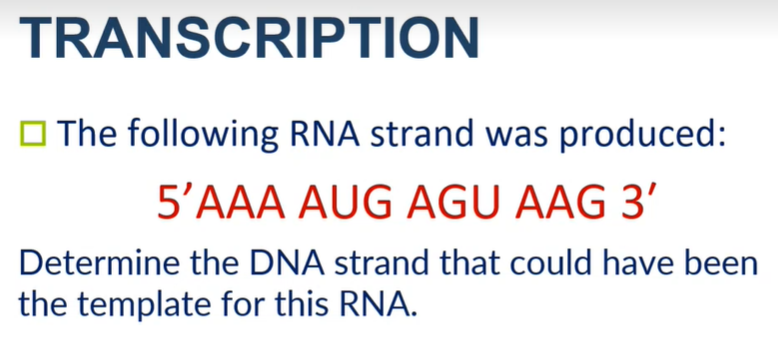 TRANSCRIPTION
The following RNA strand was produced:
5’AAA AUG AGU AAG 3’
Determine the DNA strand that could have been
the template for this RNA.